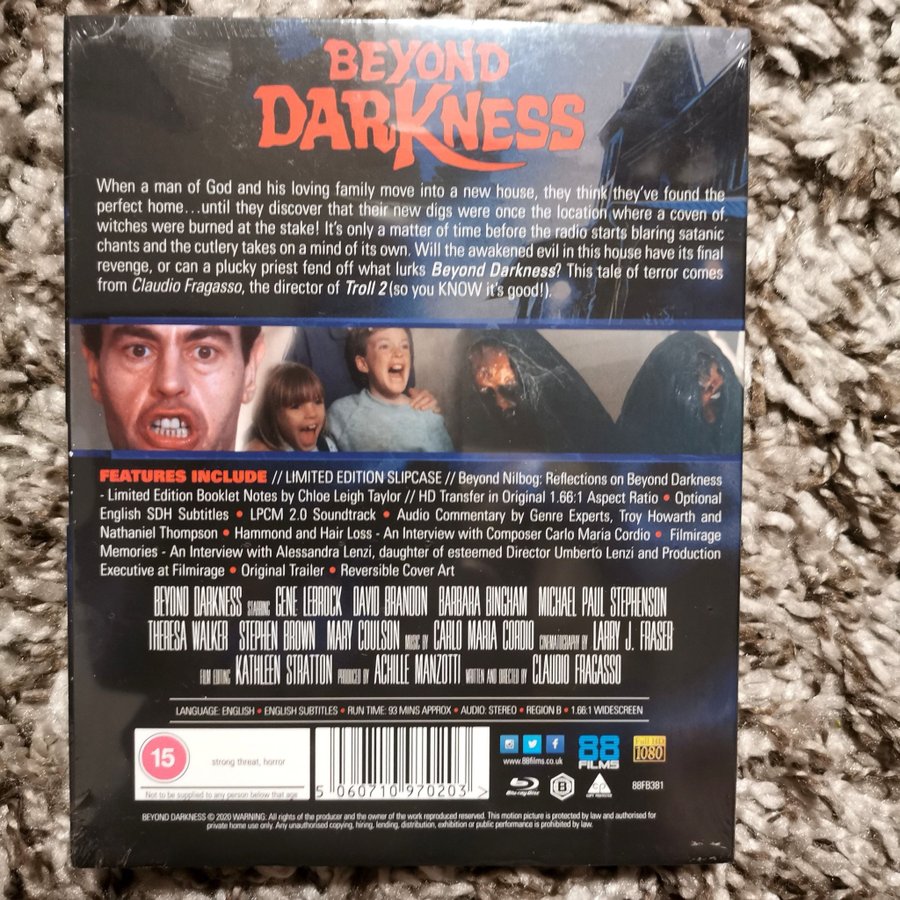 BEYOND
DARKNESS
When a man of God and his loving family move into a new house, they think they've found the
perfect home...until they discover that their new digs were once the location where a coven of
witches were burned at the stake! It's only a matter of time before the radio starts blaring satanic
chants and the cutlery takes on a mind of its own. Will the awakened evil in this house have its final
revenge, or can a plucky priest fend off what lurks Beyond Darkness? This tale of terror comes
from Claudio Fragasso, the director of Troll 2 (so you KNOW it's good!).
FEATURES INCLUDE // LIMITED EDITION SLIPCASE // Beyond Nilbog: Reflections on Beyond Darkness
- Limited Edition Booklet Notes by Chloe Leigh Taylor // HD Transfer in Original 1.66:1 Aspect Ratio • Optional
English SDH Subtitles • LPCM 2.0 Soundtrack • Audio Commentary by Genre Experts, Troy Howarth and
Nathaniel Thompson • Hammond and Hair Loss - An Interview with Composer Carlo Maria Cordio • Filmirage
Memories - An Interview with Alessandra Lenzi, daughter of esteemed Director Umberto Lenzi and Production
Executive at Filmirage • Original Trailer • Reversible Cover Art
BEYOND DARKNESS STARRING GENE LEBROCK DAVID BRANDON BARBARA BINGHAM MICHAEL PAUL STEPHENSON
THERESA WALKER STEPHEN BROWN MARY COULSON MUSIC BY CARLO MARIA CORDIO CINEMATOGRAPHY BY LARRY J. FRASER
FILM EDITING KATHLEEN STRATTON PRODUCED BY ACHILLE MANZOTTI WRITTEN AND DIRECTED BY CLAUDIO FRAGASSO
LANGUAGE: ENGLISH • ENGLISH SUBTITLES • RUN TIME: 93 MINS APPROX • AUDIO: STEREO • REGION B • 1.66:1 WIDESCREEN
15
strong threat, horror
Not to be supplied to any person below that age
5 060710 970203 >
www.88films.co.uk
88
FILMS
FULL HD
1080
Blu-ray Disc
B
88FB381
BEYOND DARKNESS © 2020 WARNING. All rights of the producer and the owner of the work reproduced reserved. This motion picture is protected by law and authorised for
private home use only. Any unauthorised copying, hiring, lending, distribution, exhibition or public performance is prohibited by law.